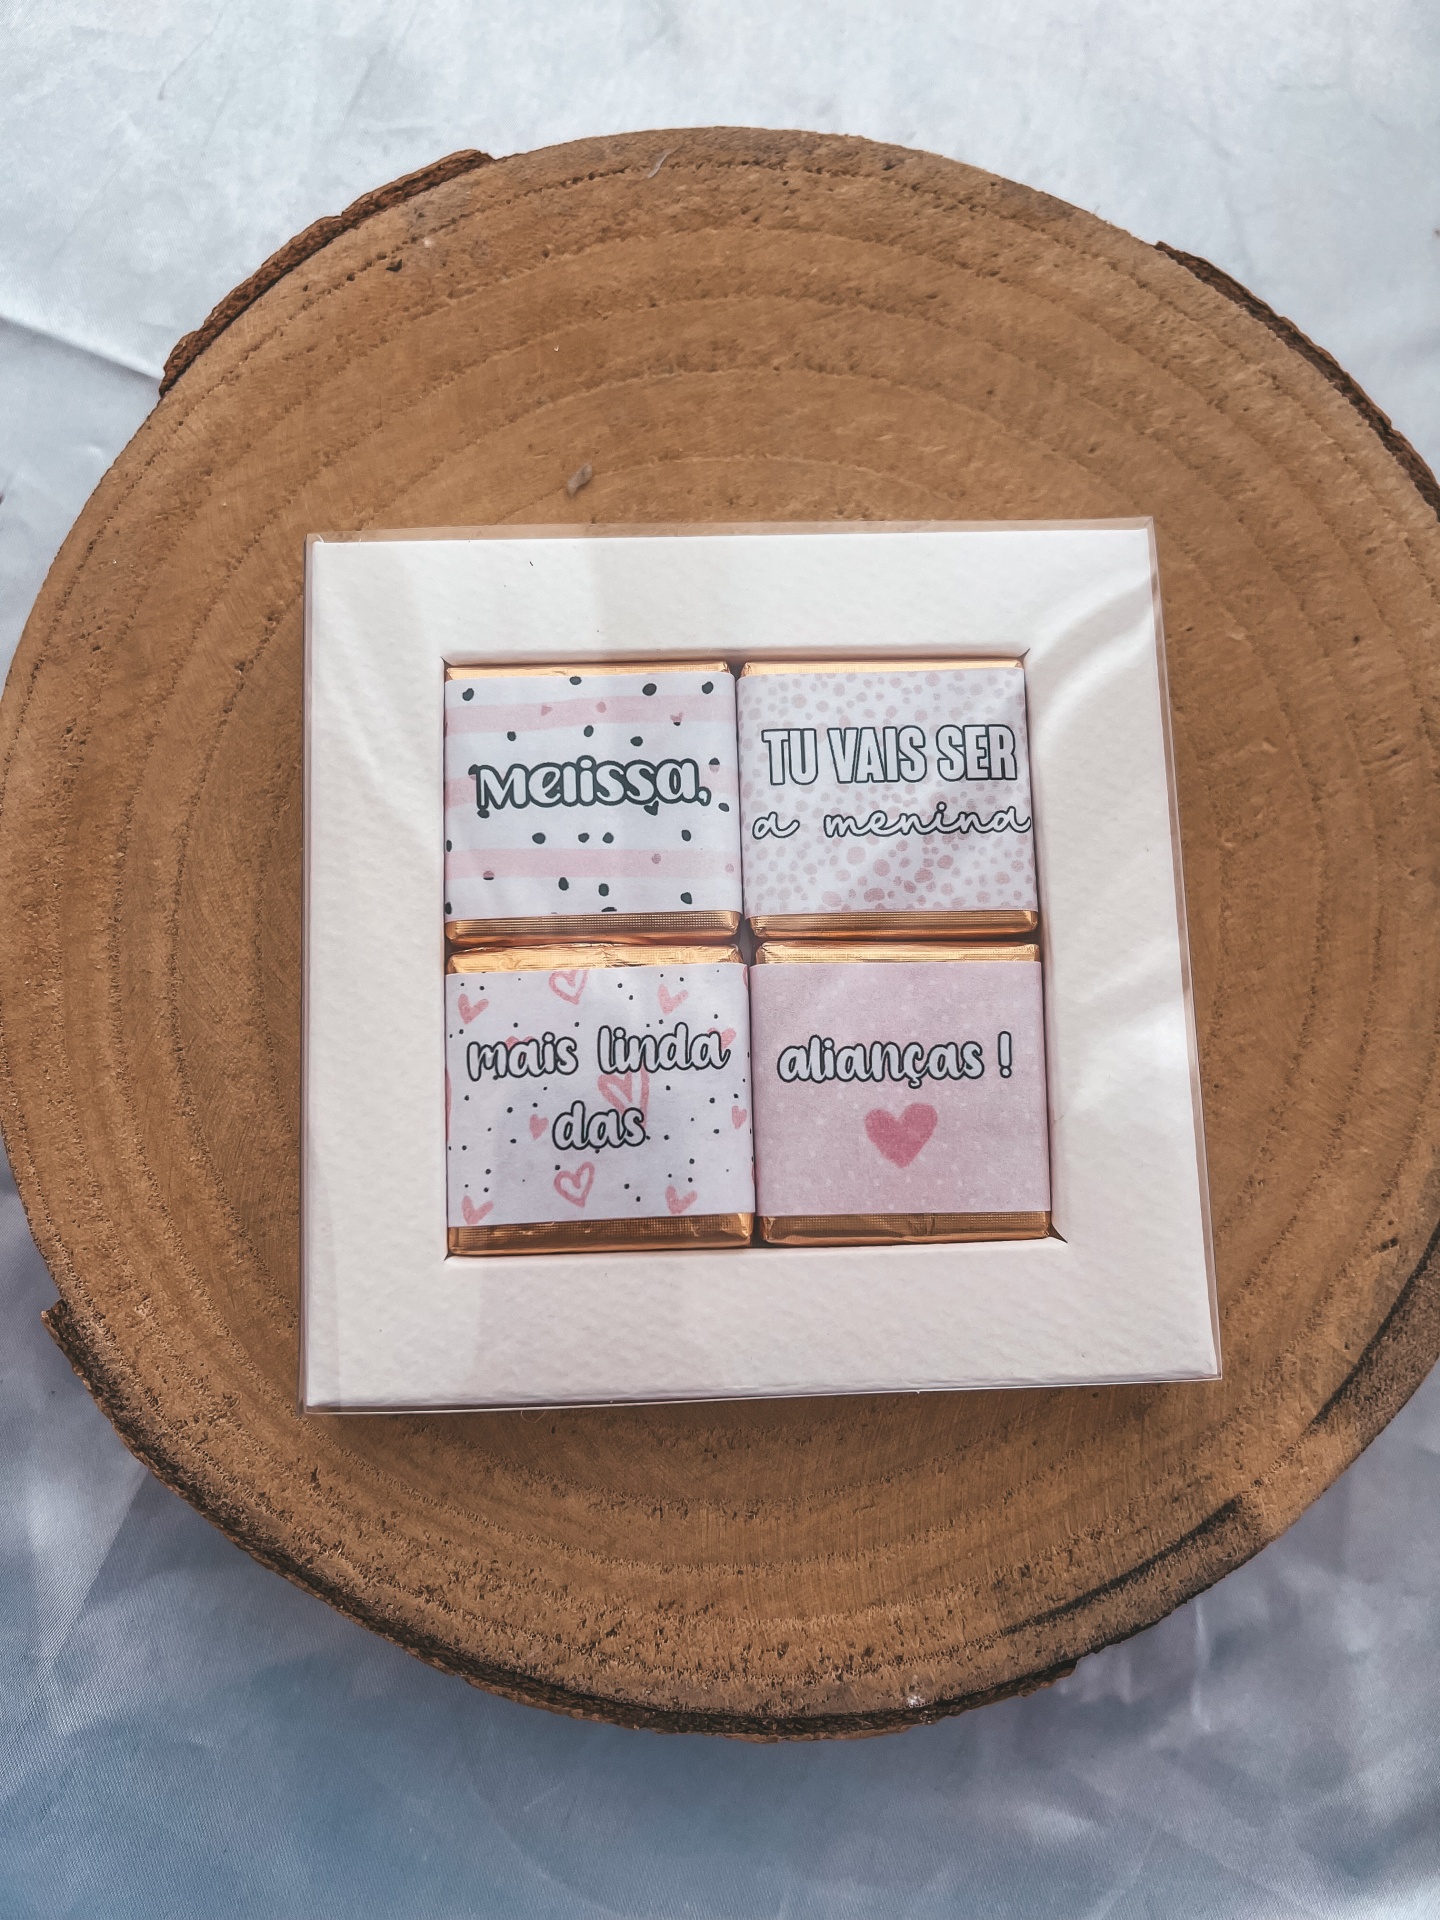 Melissa,
TU VAIS SER
a menina
mais linda
das
alianças!